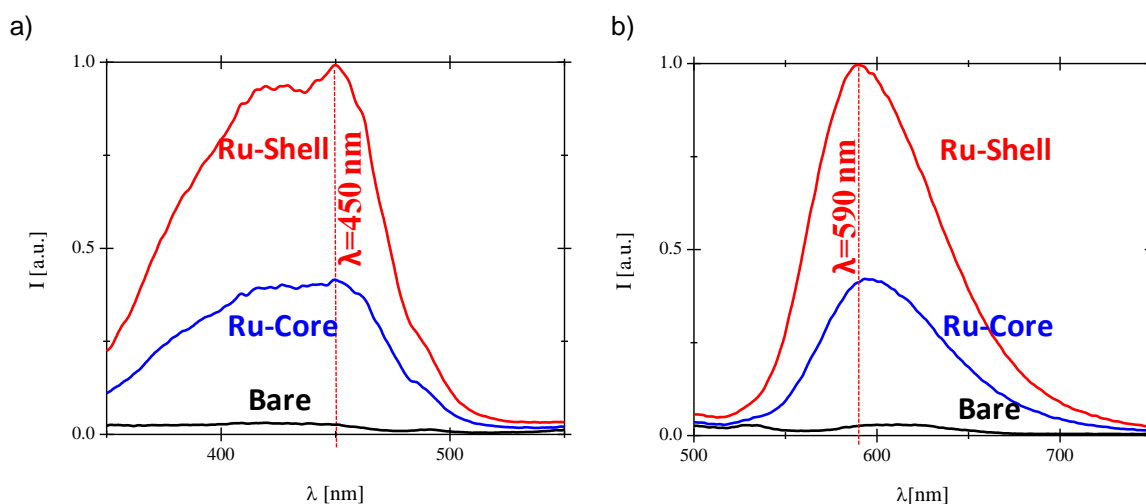 a)
b)
1.0
0.5
0.0
I [a.u.]
400
500
λ [nm]
Ru-Shell
Ru-Core
Bare
λ=450 nm
1.0
0.5
0.0
I [a.u.]
500
600
700
λ[nm]
Ru-Shell
Ru-Core
Bare
λ=590 nm